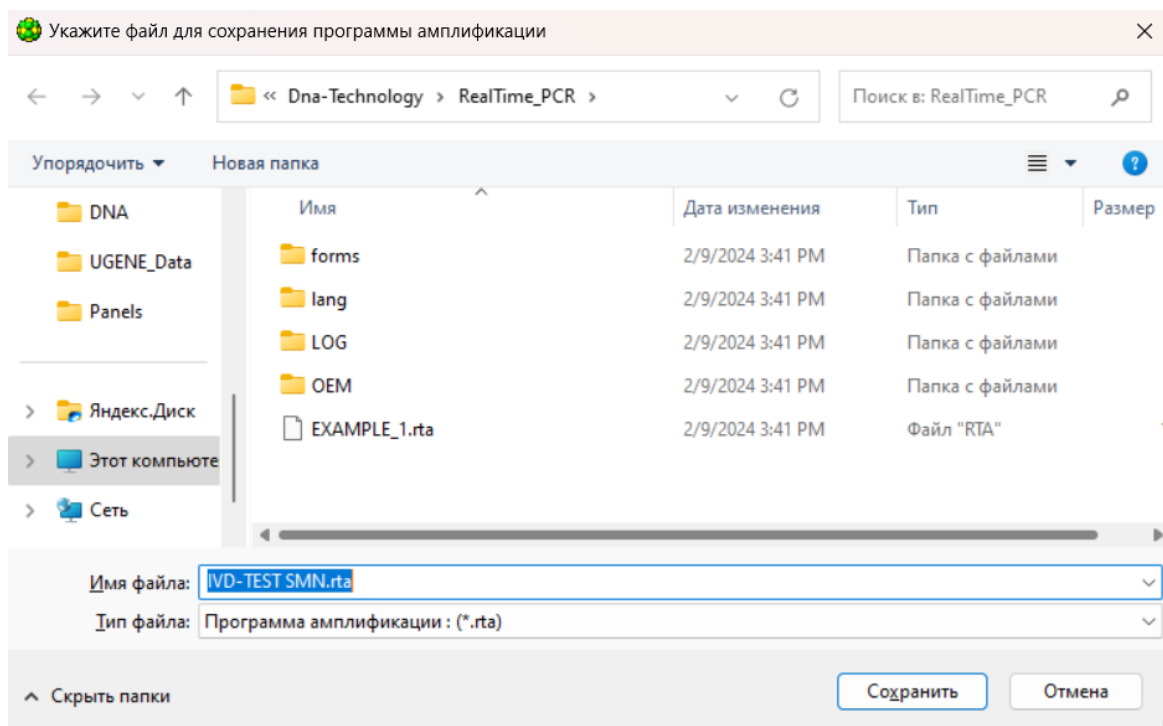 Укажите файл для сохранения программы амплификации
« Dna-Technology > RealTime_PCR >
Поиск в: RealTime_PCR
Упорядочить
Новая папка
DNA
UGENE_Data
Panels
Яндекс.Диск
Этот компьюте
Сеть
Имя Дата изменения Тип Размер
forms 2/9/2024 3:41 PM Папка с файлами
lang 2/9/2024 3:41 PM Папка с файлами
LOG 2/9/2024 3:41 PM Папка с файлами
OEM 2/9/2024 3:41 PM Папка с файлами
EXAMPLE_1.rta 2/9/2024 3:41 PM Файл "RTA"
Имя файла: IVD-TEST SMN.rta
Тип файла: Программа амплификации : (*.rta)
Скрыть папки
Сохранить
Отмена